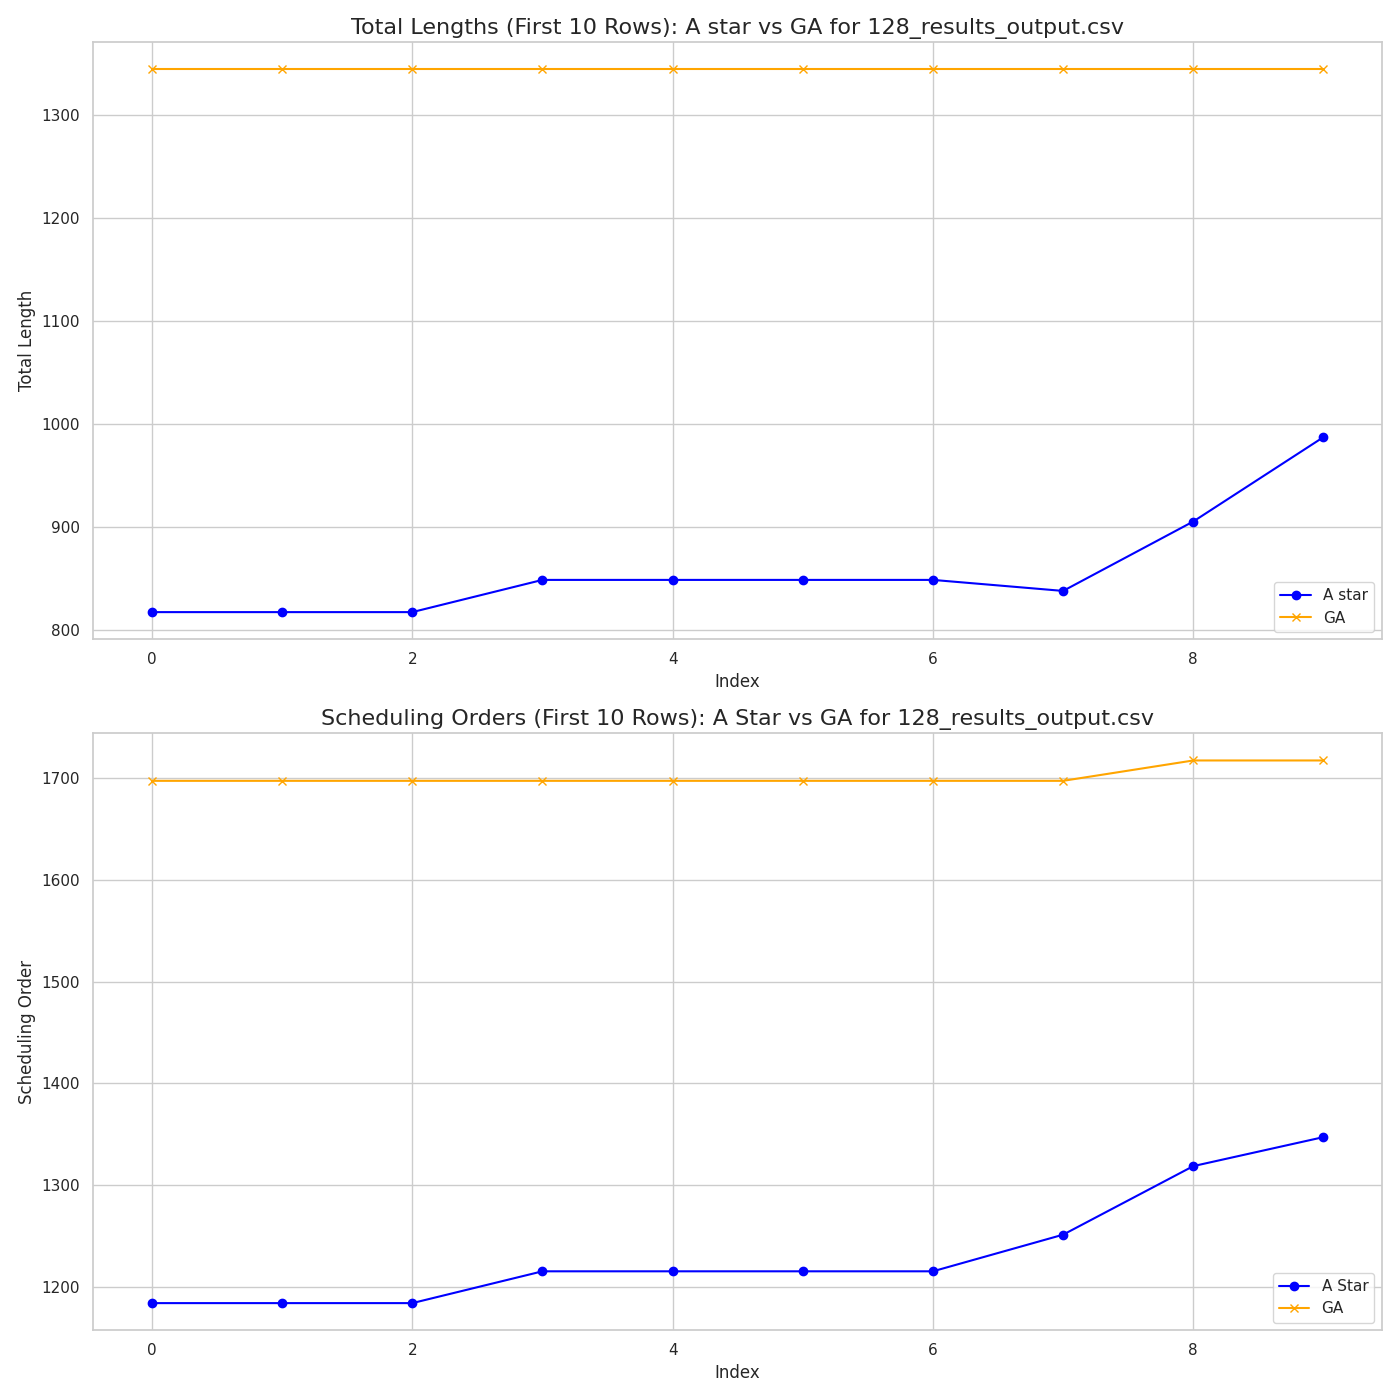 Total Lengths (First 10 Rows): A star vs GA for 128_results_output.csv
Total Length
1300
1200
1100
1000
900
800
A star
GA
0 2 4 6 8
Index
Scheduling Orders (First 10 Rows): A Star vs GA for 128_results_output.csv
Scheduling Order
1700
1600
1500
1400
1300
1200
A Star
GA
0 2 4 6 8
Index